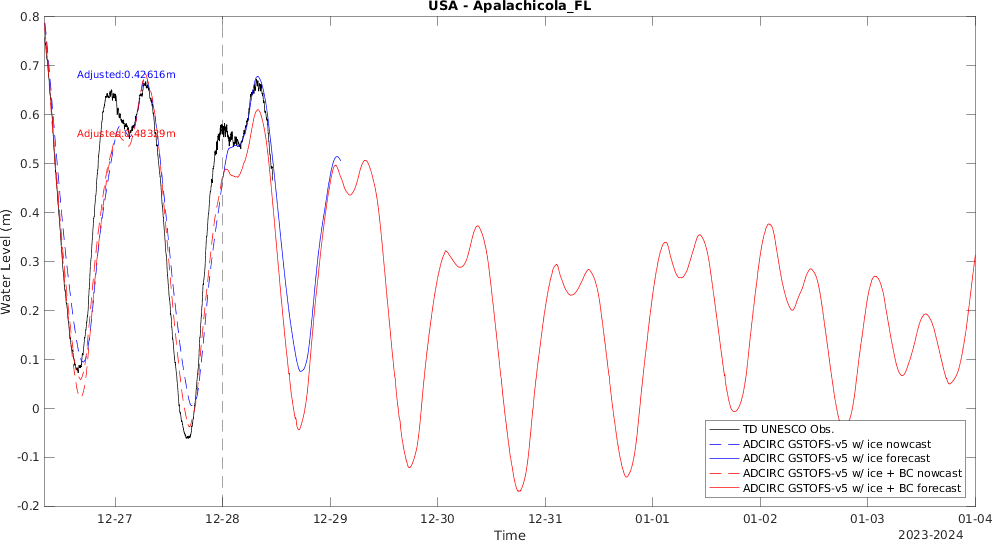 USA - Apalachicola_FL
0.8
0.7
0.6
0.5
0.4
0.3
0.2
0.1
0
-0.1
-0.2
Water Level (m)
Adjusted:0.42616m
TD UNESCO Obs.
ADCIRC GSTOFS-v5 w/ ice nowcast
ADCIRC GSTOFS-v5 w/ ice forecast
ADCIRC GSTOFS-v5 w/ ice + BC nowcast
ADCIRC GSTOFS-v5 w/ ice + BC forecast
12-27 12-28 12-29 12-30 12-31 01-01 01-02 01-03 01-04
Time
2023-2024